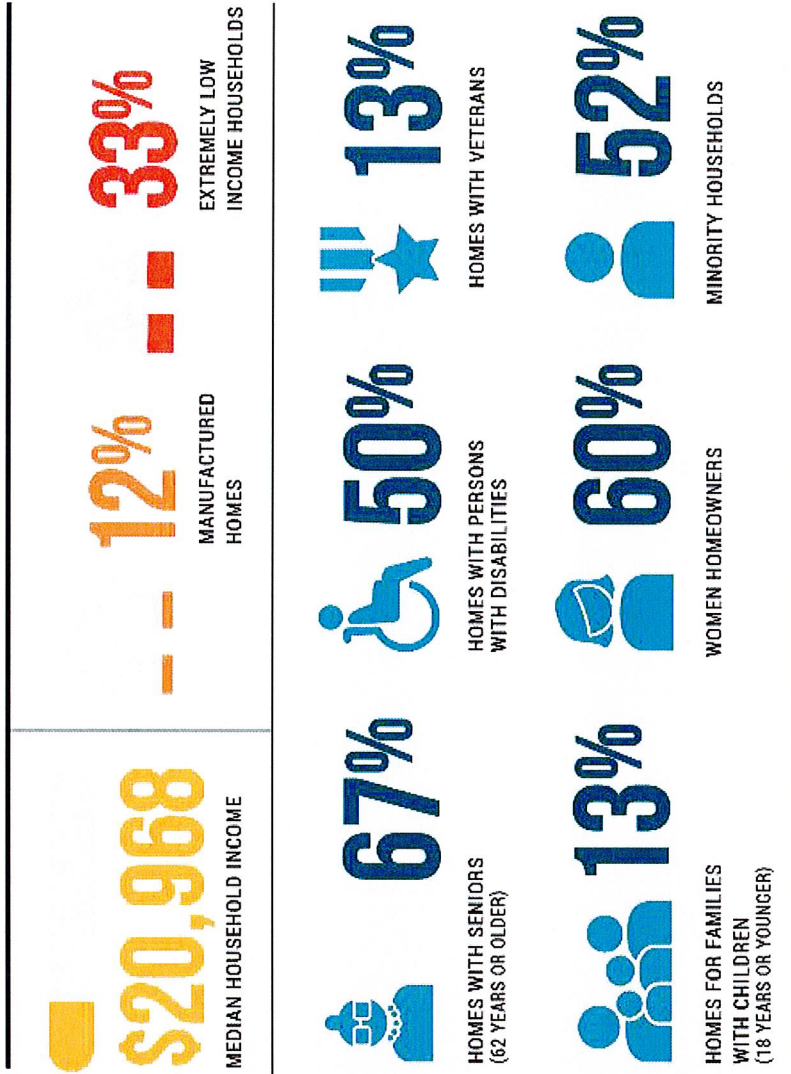 $20,968
MEDIAN HOUSEHOLD INCOME
12%
MANUFACTURED
HOMES
33%
EXTREMELY LOW
INCOME HOUSEHOLDS
67%
HOMES WITH SENIORS
(62 YEARS OR OLDER)
50%
HOMES WITH PERSONS
WITH DISABILITIES
13%
HOMES WITH VETERANS
13%
HOMES FOR FAMILIES
WITH CHILDREN
(18 YEARS OR YOUNGER)
60%
WOMEN HOMEOWNERS
52%
MINORITY HOUSEHOLDS